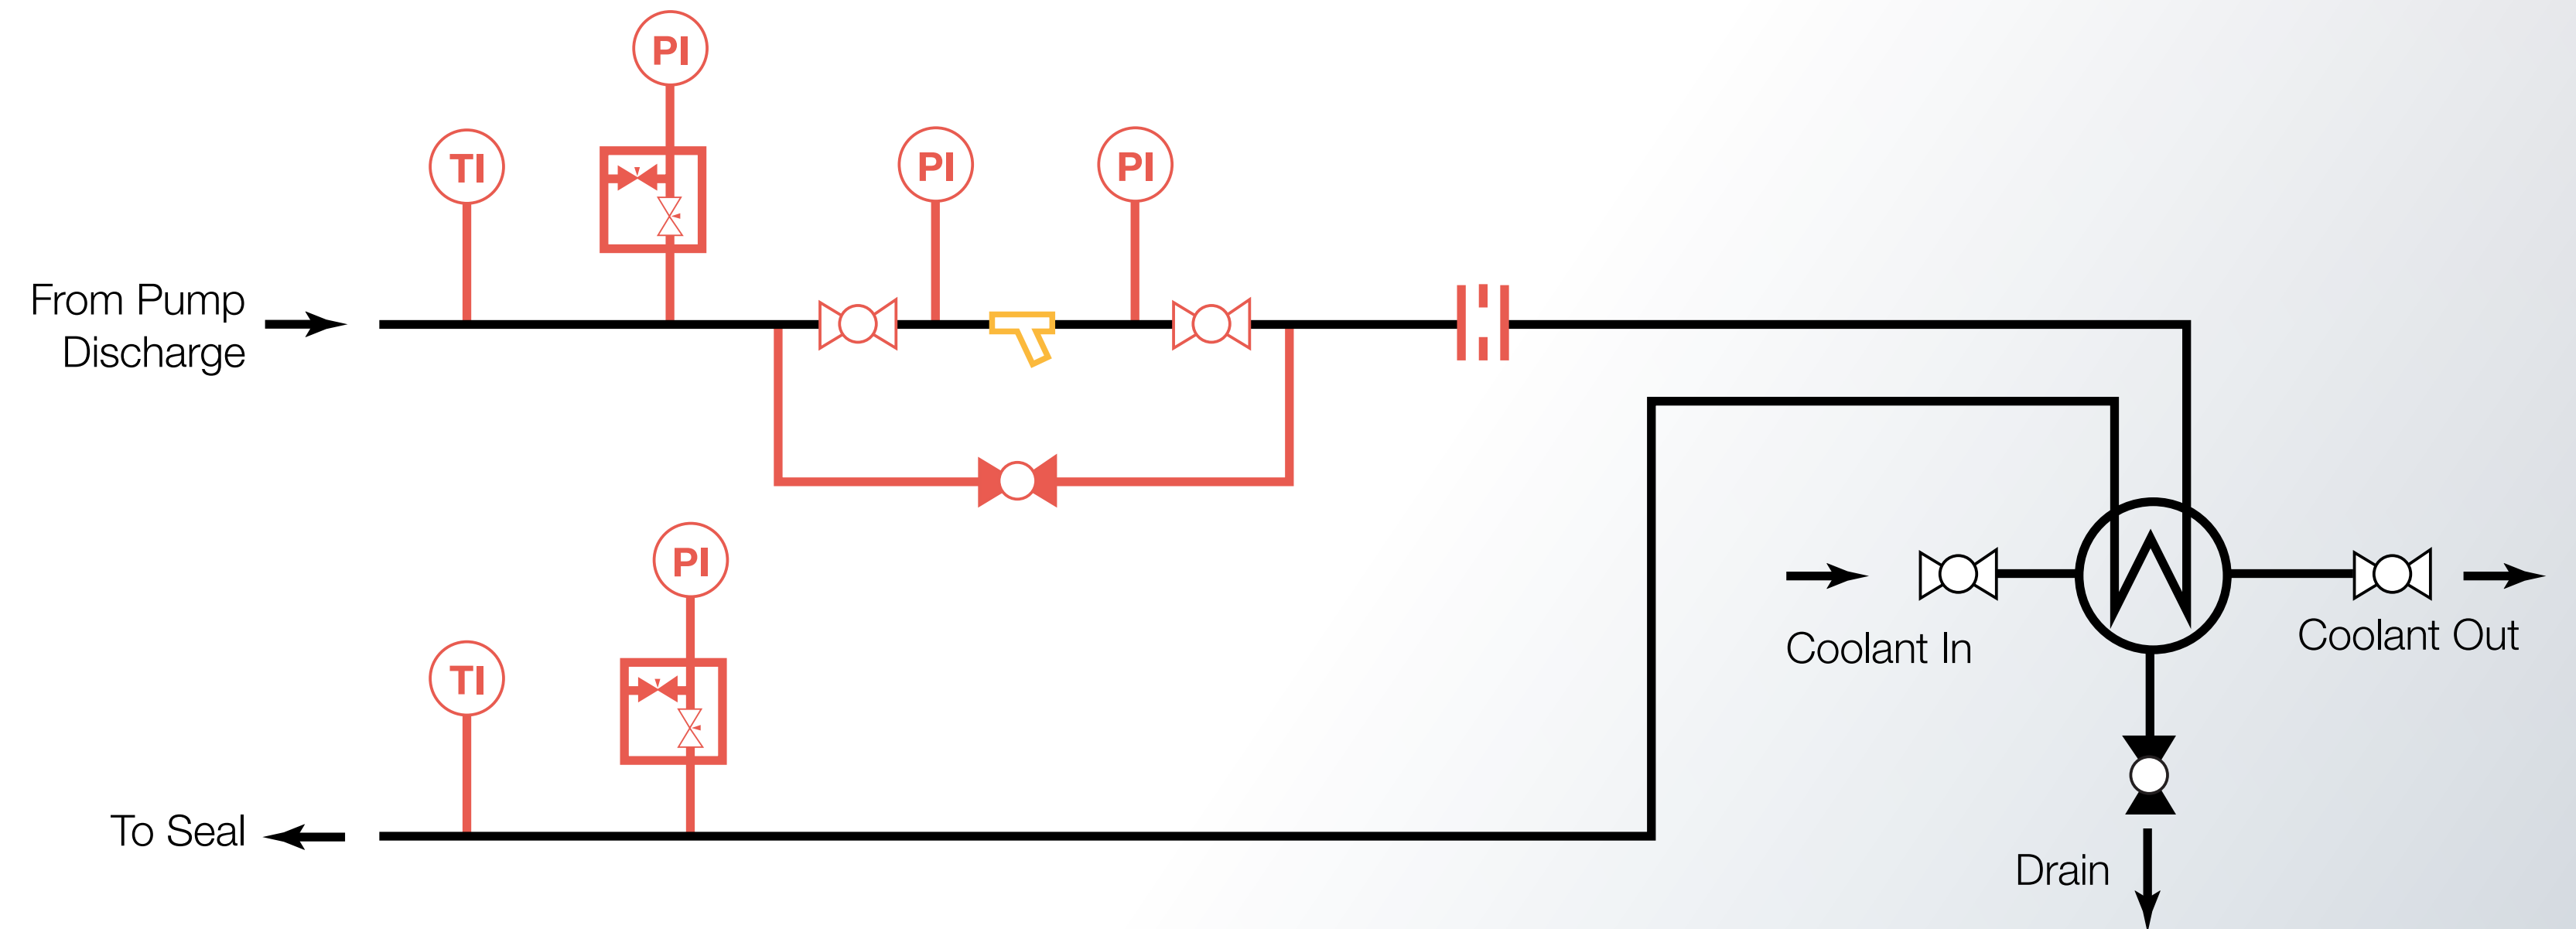 PI
TI
PI
PI
From Pump
Discharge
PI
TI
Coolant In
Coolant Out
To Seal
Drain